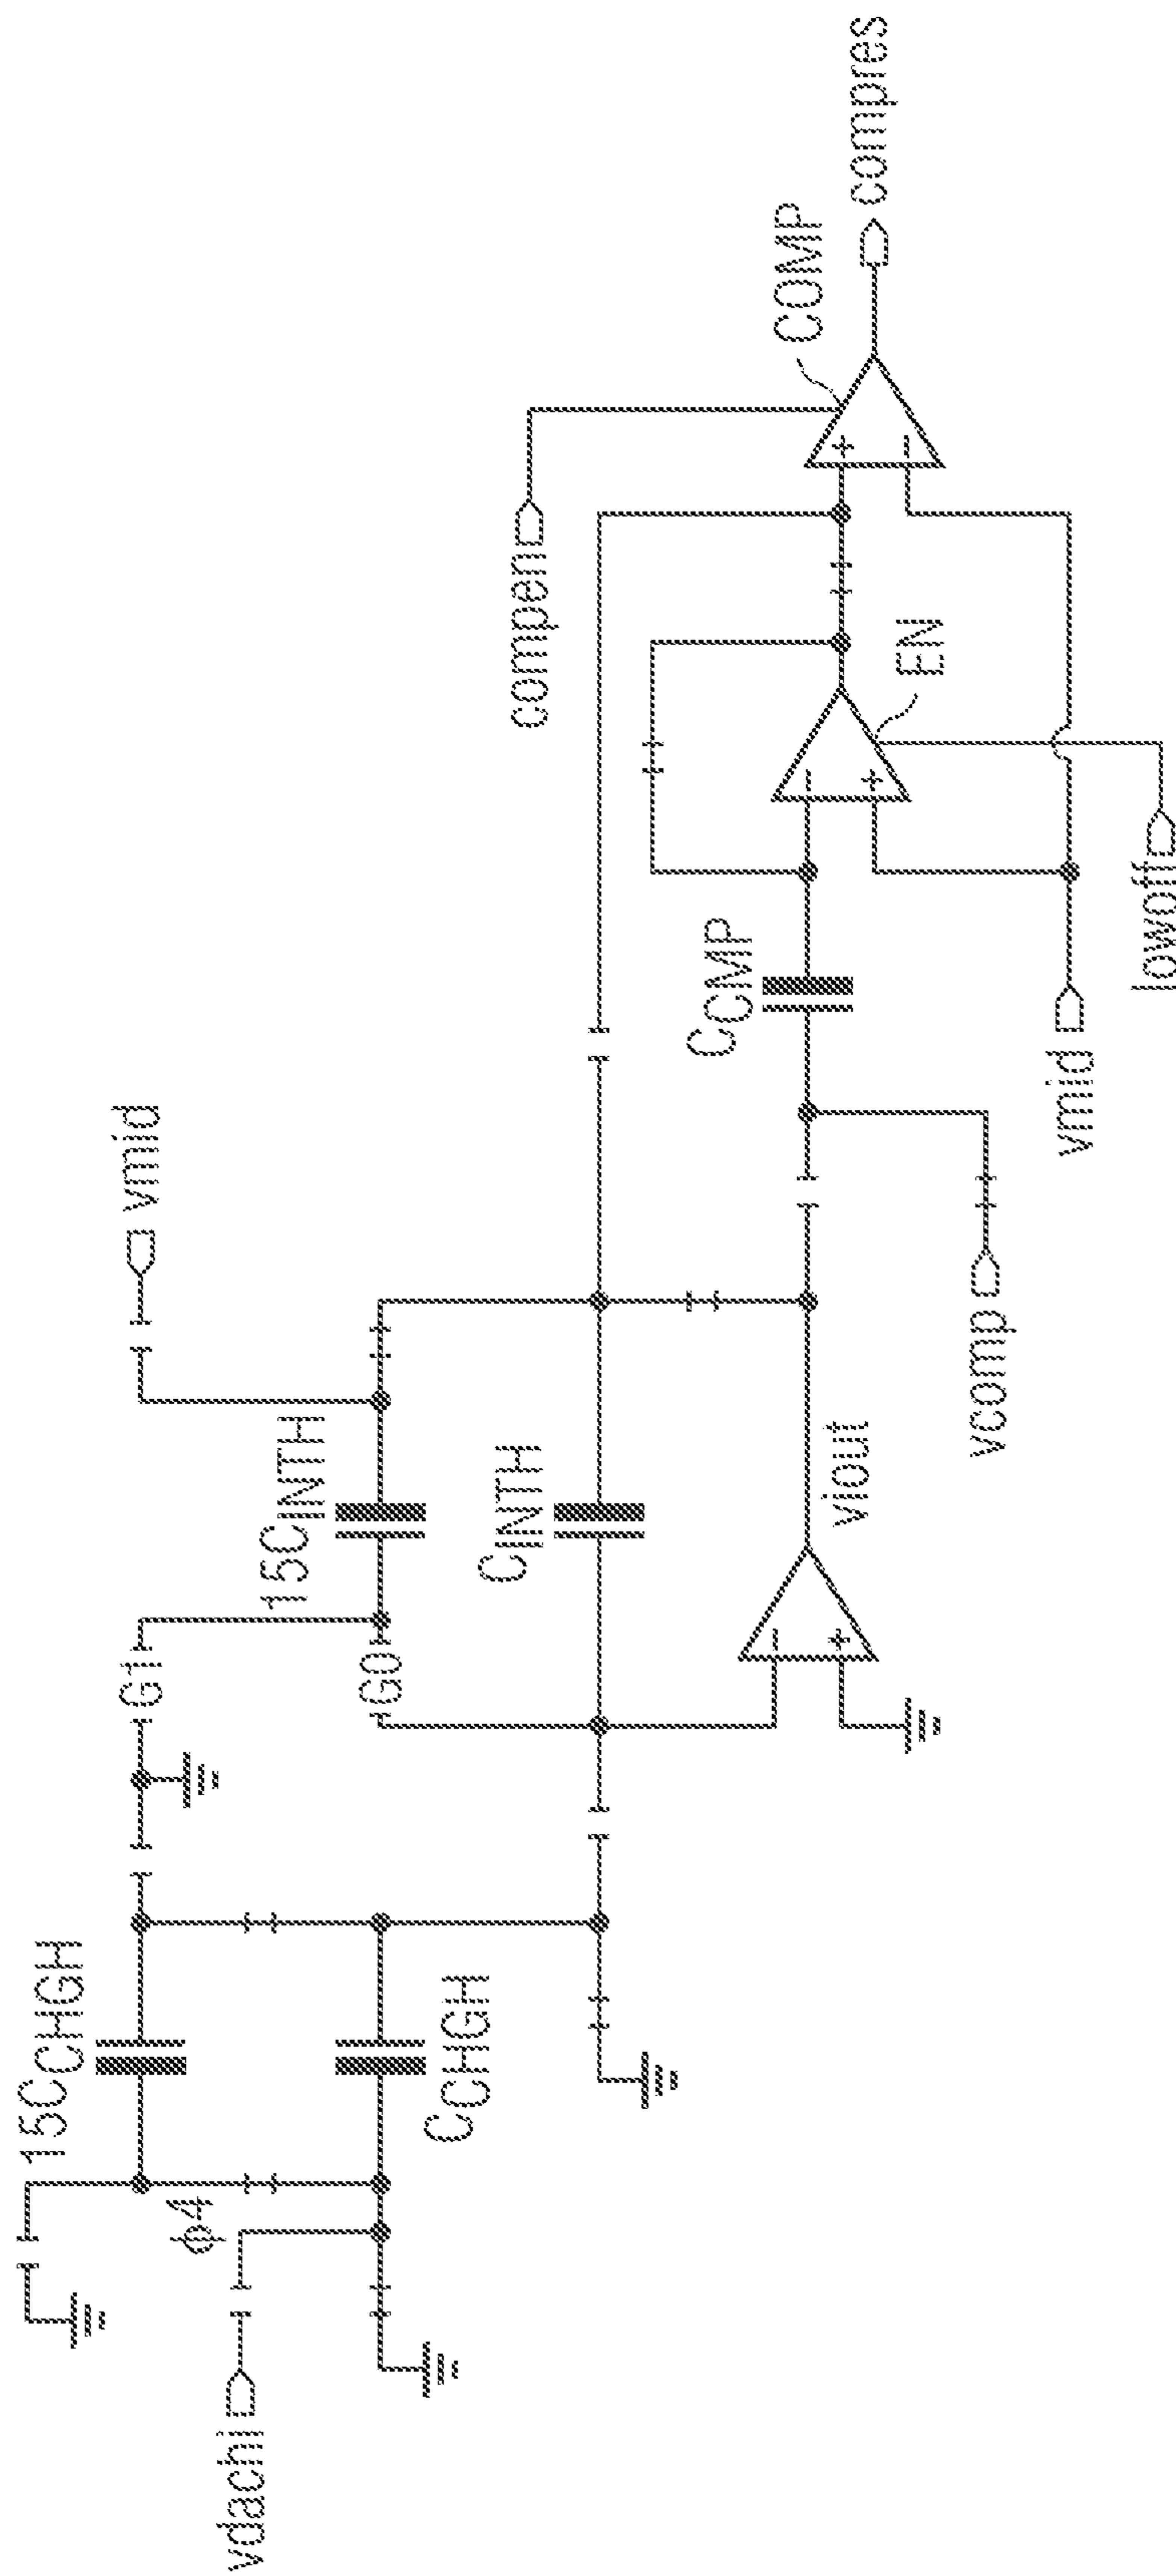 vdachi
ϕ4
15CCHGH
CCHGH
G1
G0
15CINTH
CINTH
viout
vmid
vcomp
CCMP
vmid
lowoff
EN
compen
COMP
compres
+
−
−
+
+
−